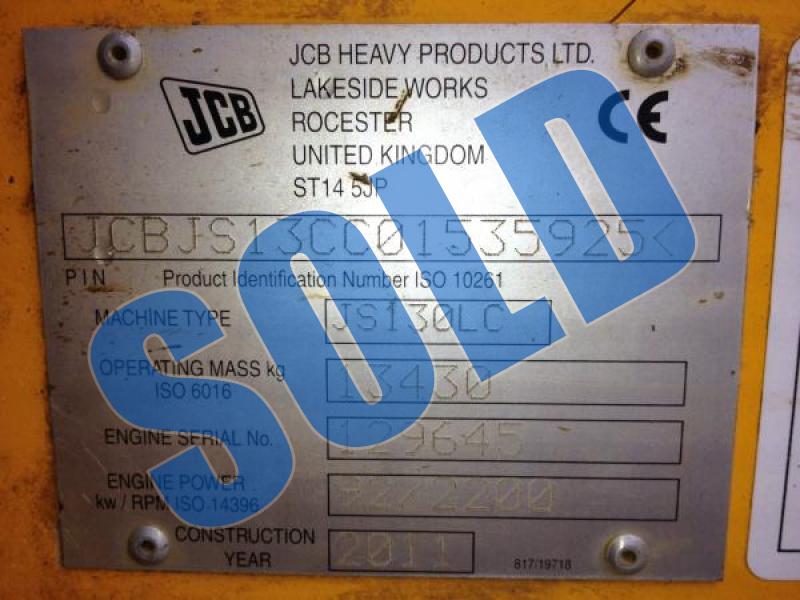 JCB HEAVY PRODUCTS LTD.
LAKESIDE WORKS
ROCESTER
UNITED KINGDOM
ST14 5JP
JCB
CE
JCBJS13CC01535925<
PIN Product Identification Number ISO 10261
MACHINE TYPE JS130LC
OPERATING MASS kg 13430
ISO 6016
ENGINE SERIAL No. 129645
ENGINE POWER 92/2200
kw / RPM ISO 14396
CONSTRUCTION YEAR 2011
817/19718
SOLD